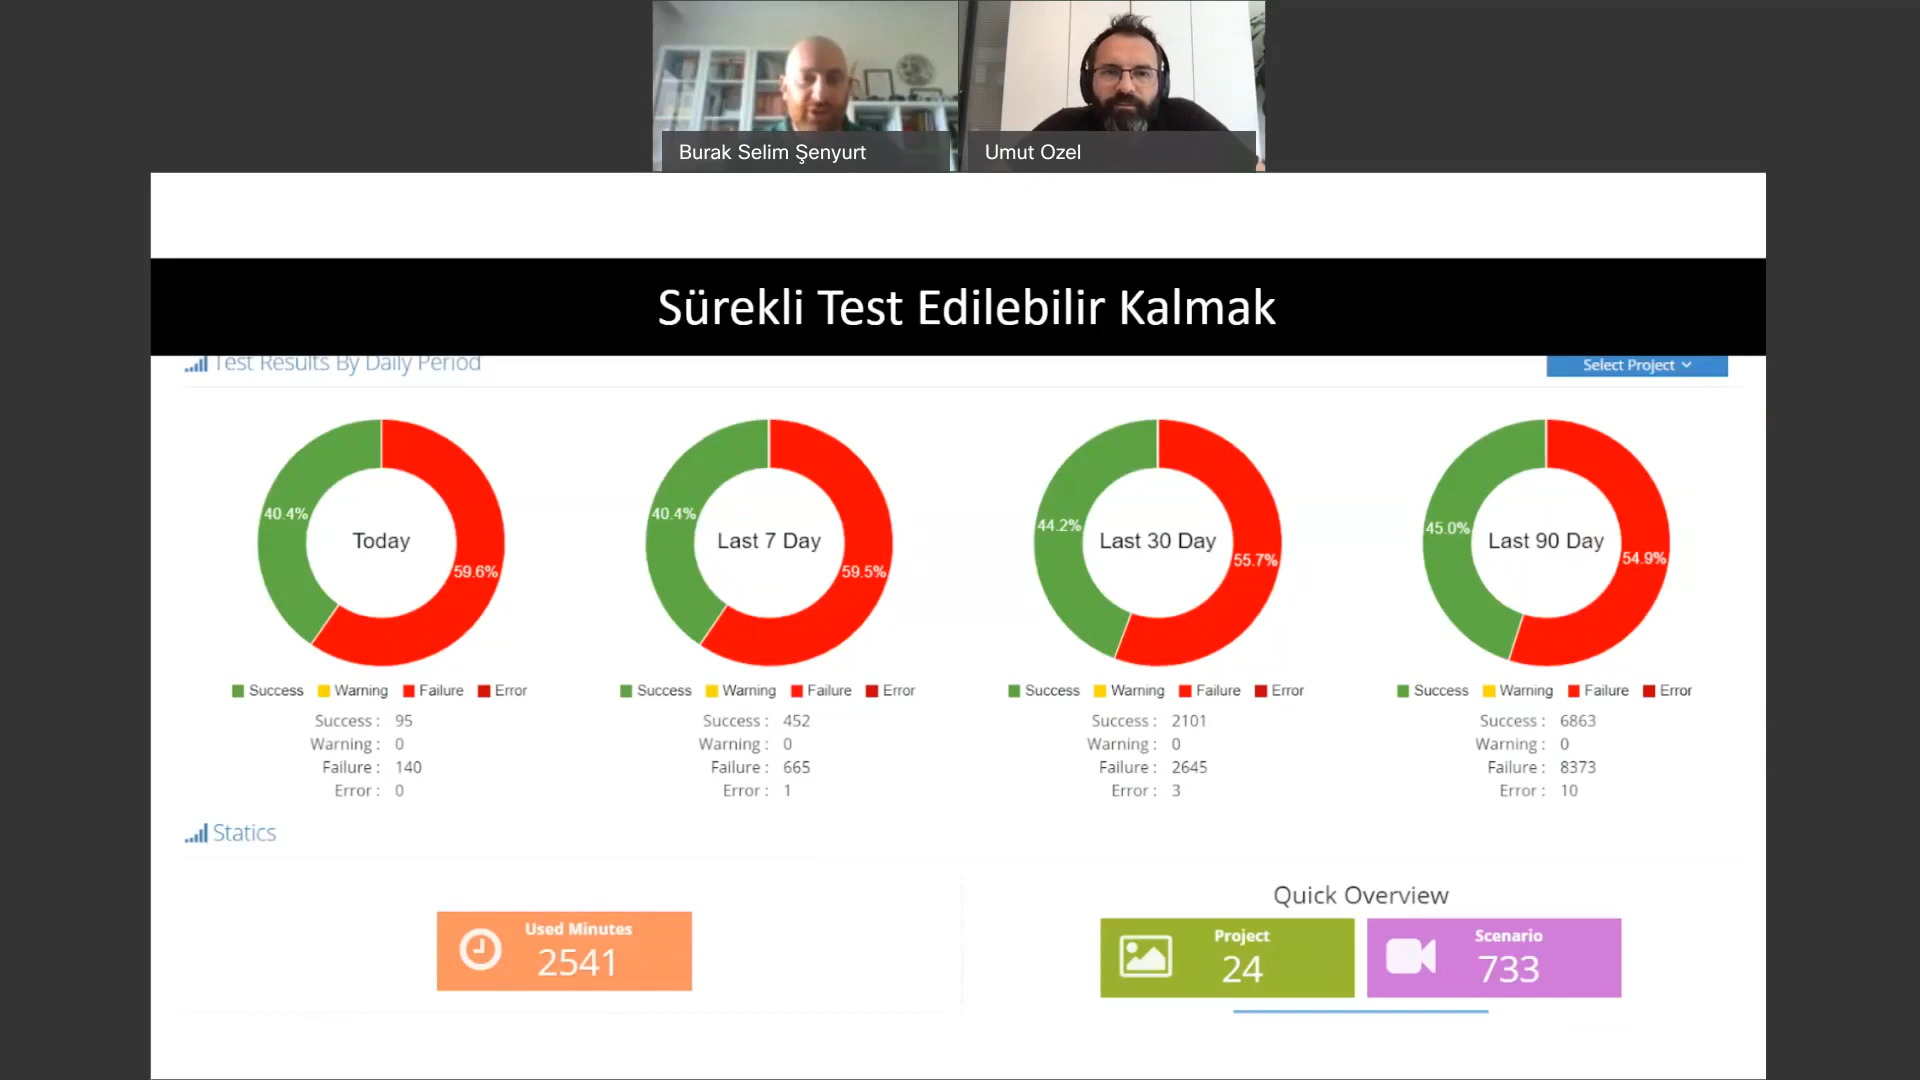 Burak Selim Şenyurt
Umut Ozel
Sürekli Test Edilebilir Kalmak
Test Results By Daily Period
Select Project
40.4%
Today
59.6%
40.4%
Last 7 Day
59.5%
44.2%
Last 30 Day
55.7%
45.0%
Last 90 Day
54.9%
Success Warning Failure Error
Success Warning Failure Error
Success Warning Failure Error
Success Warning Failure Error
Success : 95
Warning : 0
Failure : 140
Error : 0
Success : 452
Warning : 0
Failure : 665
Error : 1
Success : 2101
Warning : 0
Failure : 2645
Error : 3
Success : 6863
Warning : 0
Failure : 8373
Error : 10
Statics
Used Minutes
2541
Quick Overview
Project
24
Scenario
733